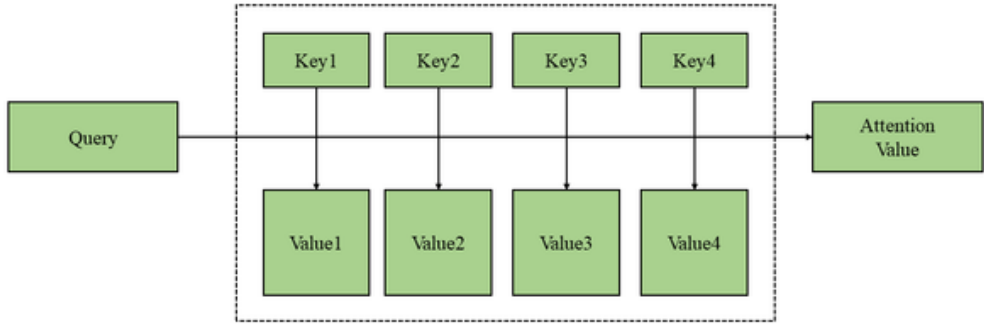 Key1
Key2
Key3
Key4
Query
Attention
Value
Value1
Value2
Value3
Value4